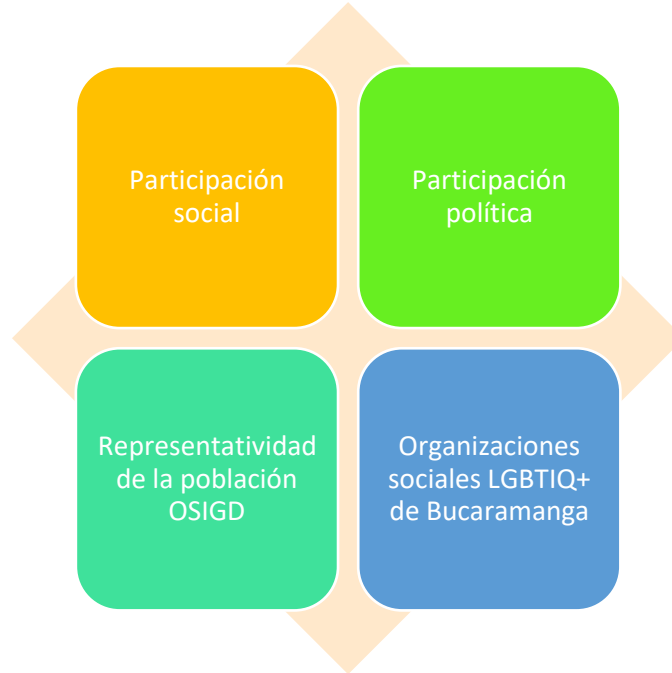 Participación
social
Participación
política
Representatividad
de la población
OSIGD
Organizaciones
sociales LGBTIQ+
de Bucaramanga